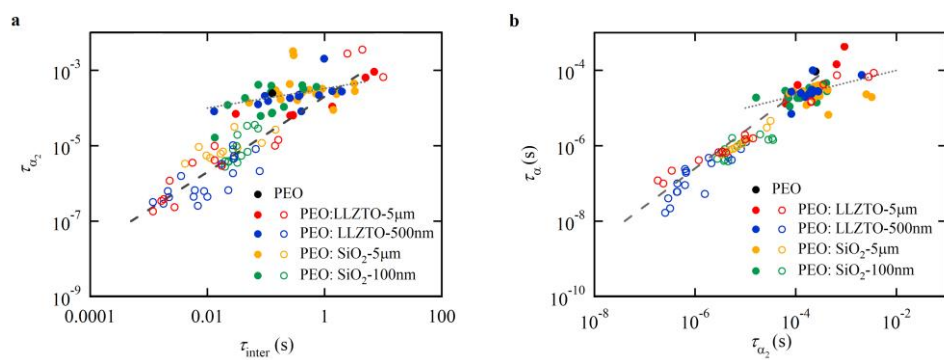 a
τα2
10-3
10-5
10-7
10-9
0.0001
0.01
1
100
τinter (s)
PEO
PEO:LLZTO-5μm
PEO: LLZTO-500nm
PEO: SiO2-5μm
PEO: SiO2-100nm
b
τα (s)
10-2
10-4
10-6
10-8
10-10
10-8
10-6
10-4
10-2
τα2 (s)
PEO
PEO:LLZTO-5μm
PEO: LLZTO-500nm
PEO: SiO2-5μm
PEO: SiO2-100nm